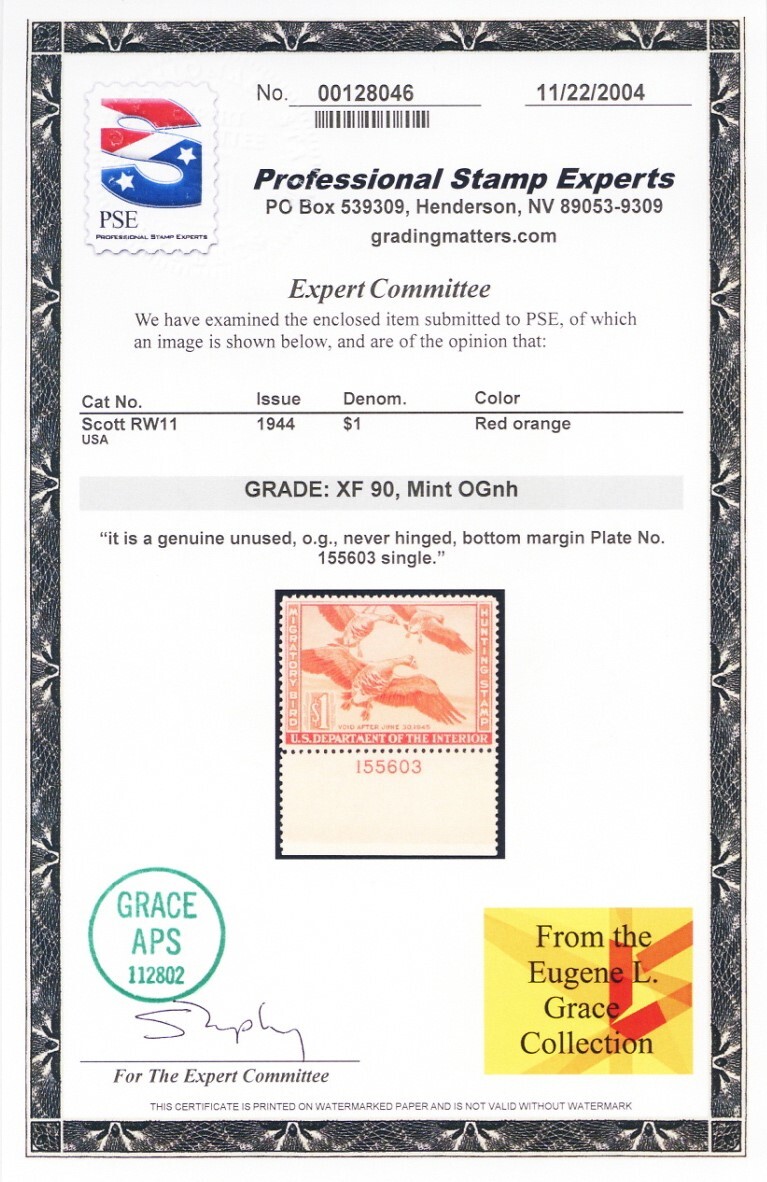 No. 00128046 11/22/2004
PSE
PROFESSIONAL STAMP EXPERTS
Professional Stamp Experts
PO Box 539309, Henderson, NV 89053-9309
gradingmatters.com
Expert Committee
We have examined the enclosed item submitted to PSE, of which
an image is shown below, and are of the opinion that:
Cat No. Issue Denom. Color
Scott RW11 1944 $1 Red orange
USA
GRADE: XF 90, Mint OGnh
“it is a genuine unused, o.g., never hinged, bottom margin Plate No.
155603 single.”
MIGRATORY BIRD
HUNTING STAMP
$1
VOID AFTER JUNE 30, 1945
U.S. DEPARTMENT OF THE INTERIOR
155603
GRACE
APS
112802
From the
Eugene L.
Grace
Collection
For The Expert Committee
THIS CERTIFICATE IS PRINTED ON WATERMARKED PAPER AND IS NOT VALID WITHOUT WATERMARK